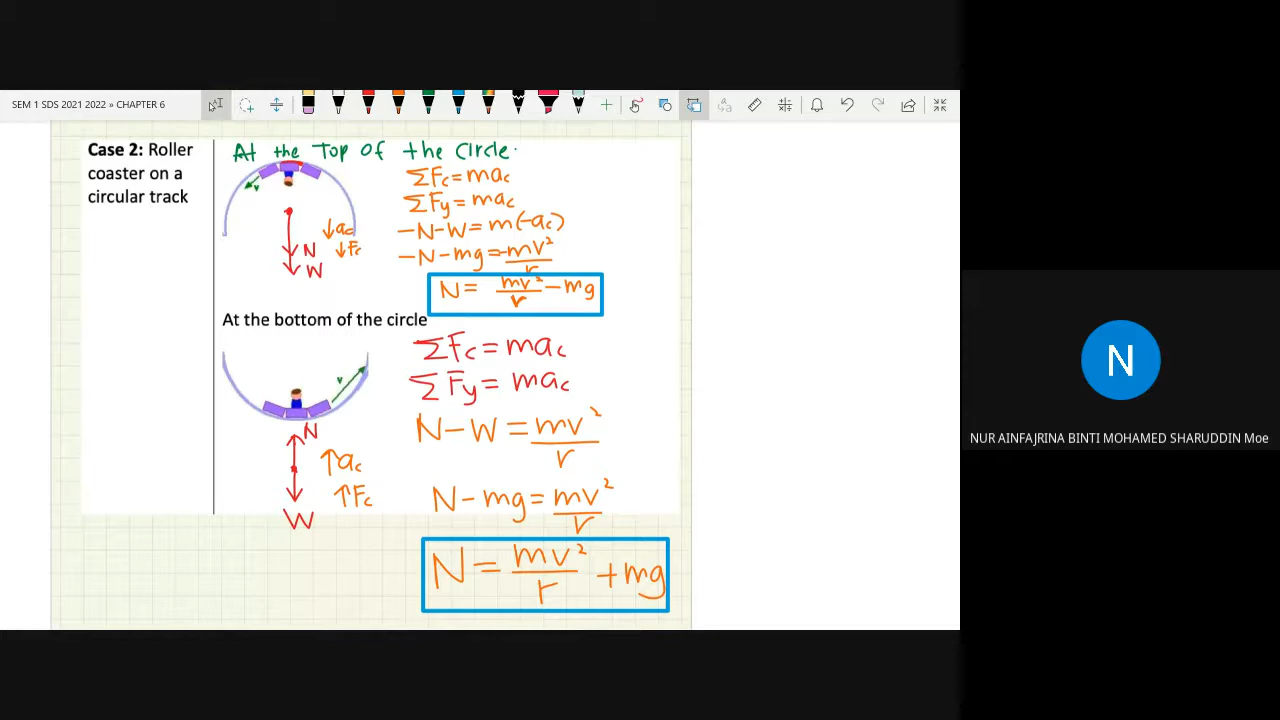 SEM 1 SDS 2021 2022 » CHAPTER 6
Case 2: Roller
coaster on a
circular track
At the Top of the Circle.
v
ΣFc = mac
ΣFy = mac
-N-W = m(-ac)
-N-mg = -mv²/r
N = mv²/r - mg
↓ac
↓Fc
N
W
At the bottom of the circle
v
N
↑ac
↑Fc
W
ΣFc = mac
ΣFy = mac
N-W = mv²/r
N-mg = mv²/r
N = mv²/r + mg
N
NUR AINFAJRINA BINTI MOHAMED SHARUDDIN Moe